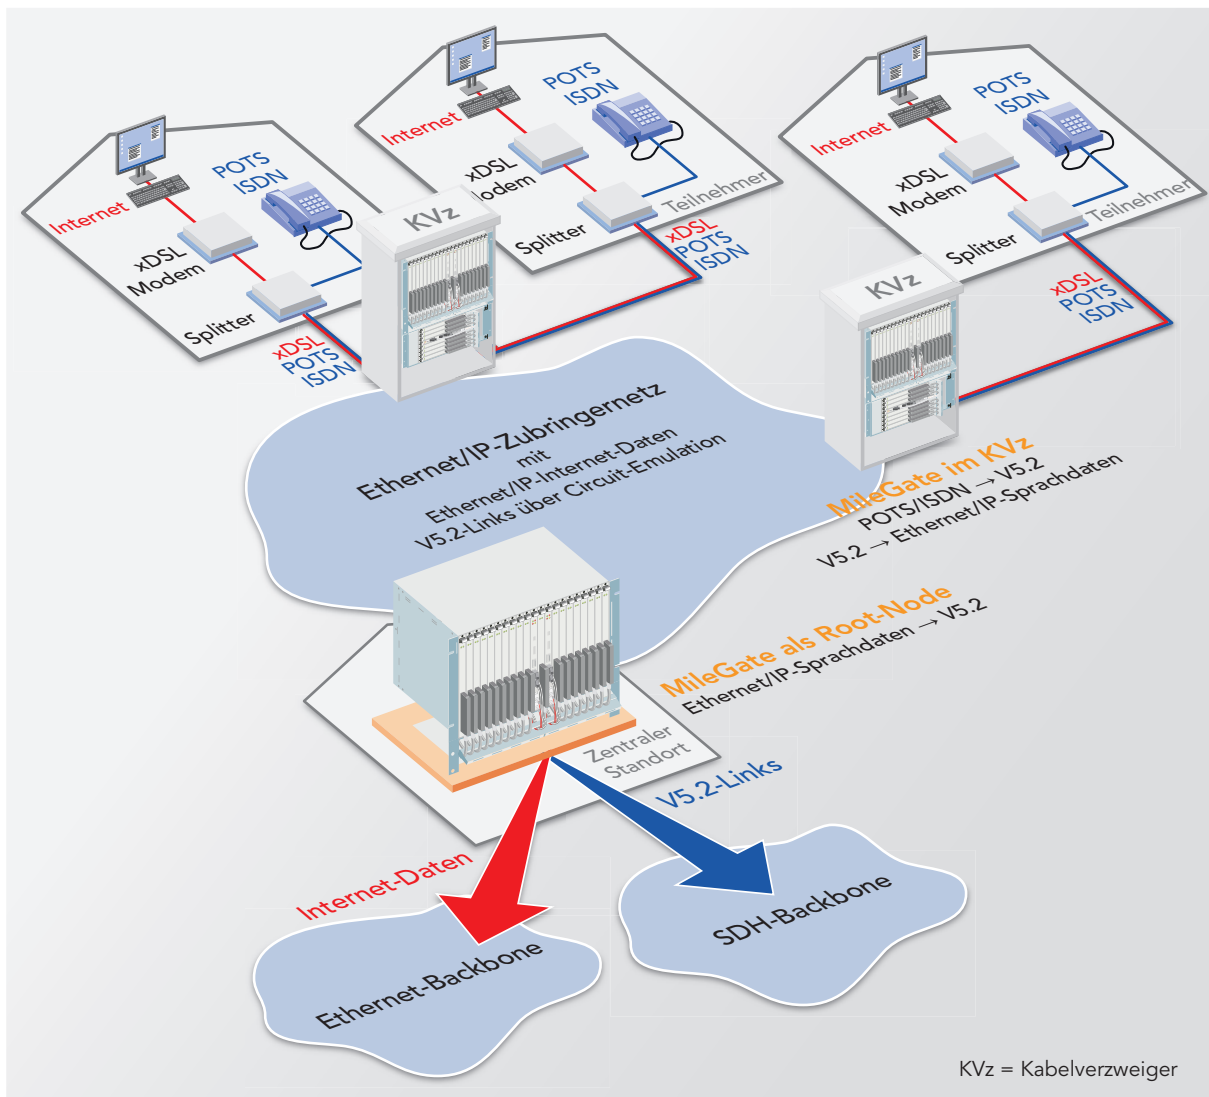 POTS
ISDN
Internet
xDSL
Modem
Splitter
xDSL
POTS
ISDN
KVz
POTS
ISDN
Internet
xDSL
Modem
Splitter
Teilnehmer
xDSL
POTS
ISDN
POTS
ISDN
Internet
xDSL
Modem
Splitter
Teilnehmer
xDSL
POTS
ISDN
KVz
Ethernet/IP-Zubringernetz
mit
Ethernet/IP-Internet-Daten
V5.2-Links über Circuit-Emulation
MileGate im KVz
POTS/ISDN → V5.2
V5.2 → Ethernet/IP-Sprachdaten
MileGate als Root-Node
Ethernet/IP-Sprachdaten → V5.2
Zentraler
Standort
V5.2-Links
Internet-Daten
SDH-Backbone
Ethernet-Backbone
KVz = Kabelverzweiger